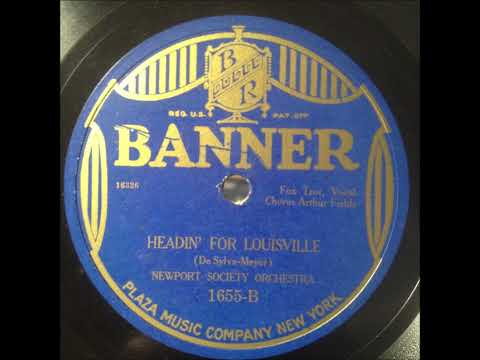 B
BANNER
R
REG. U.S. PAT. OFF.
BANNER
16326
Fox Trot, Vocal
Chorus Arthur Fields
HEADIN' FOR LOUISVILLE
(De Sylva-Meyer)
NEWPORT SOCIETY ORCHESTRA
1655-B
PLAZA MUSIC COMPANY NEW YORK